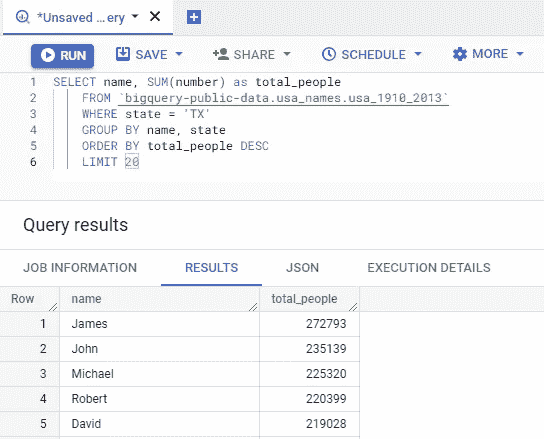 *Unsaved ...ery
RUN SAVE SHARE SCHEDULE MORE
1 SELECT name, SUM(number) as total_people
2 FROM `bigquery-public-data.usa_names.usa_1910_2013`
3 WHERE state = 'TX'
4 GROUP BY name, state
5 ORDER BY total_people DESC
6 LIMIT 20
Query results
JOB INFORMATION RESULTS JSON EXECUTION DETAILS
Row name total_people
1 James 272793
2 John 235139
3 Michael 225320
4 Robert 220399
5 David 219028